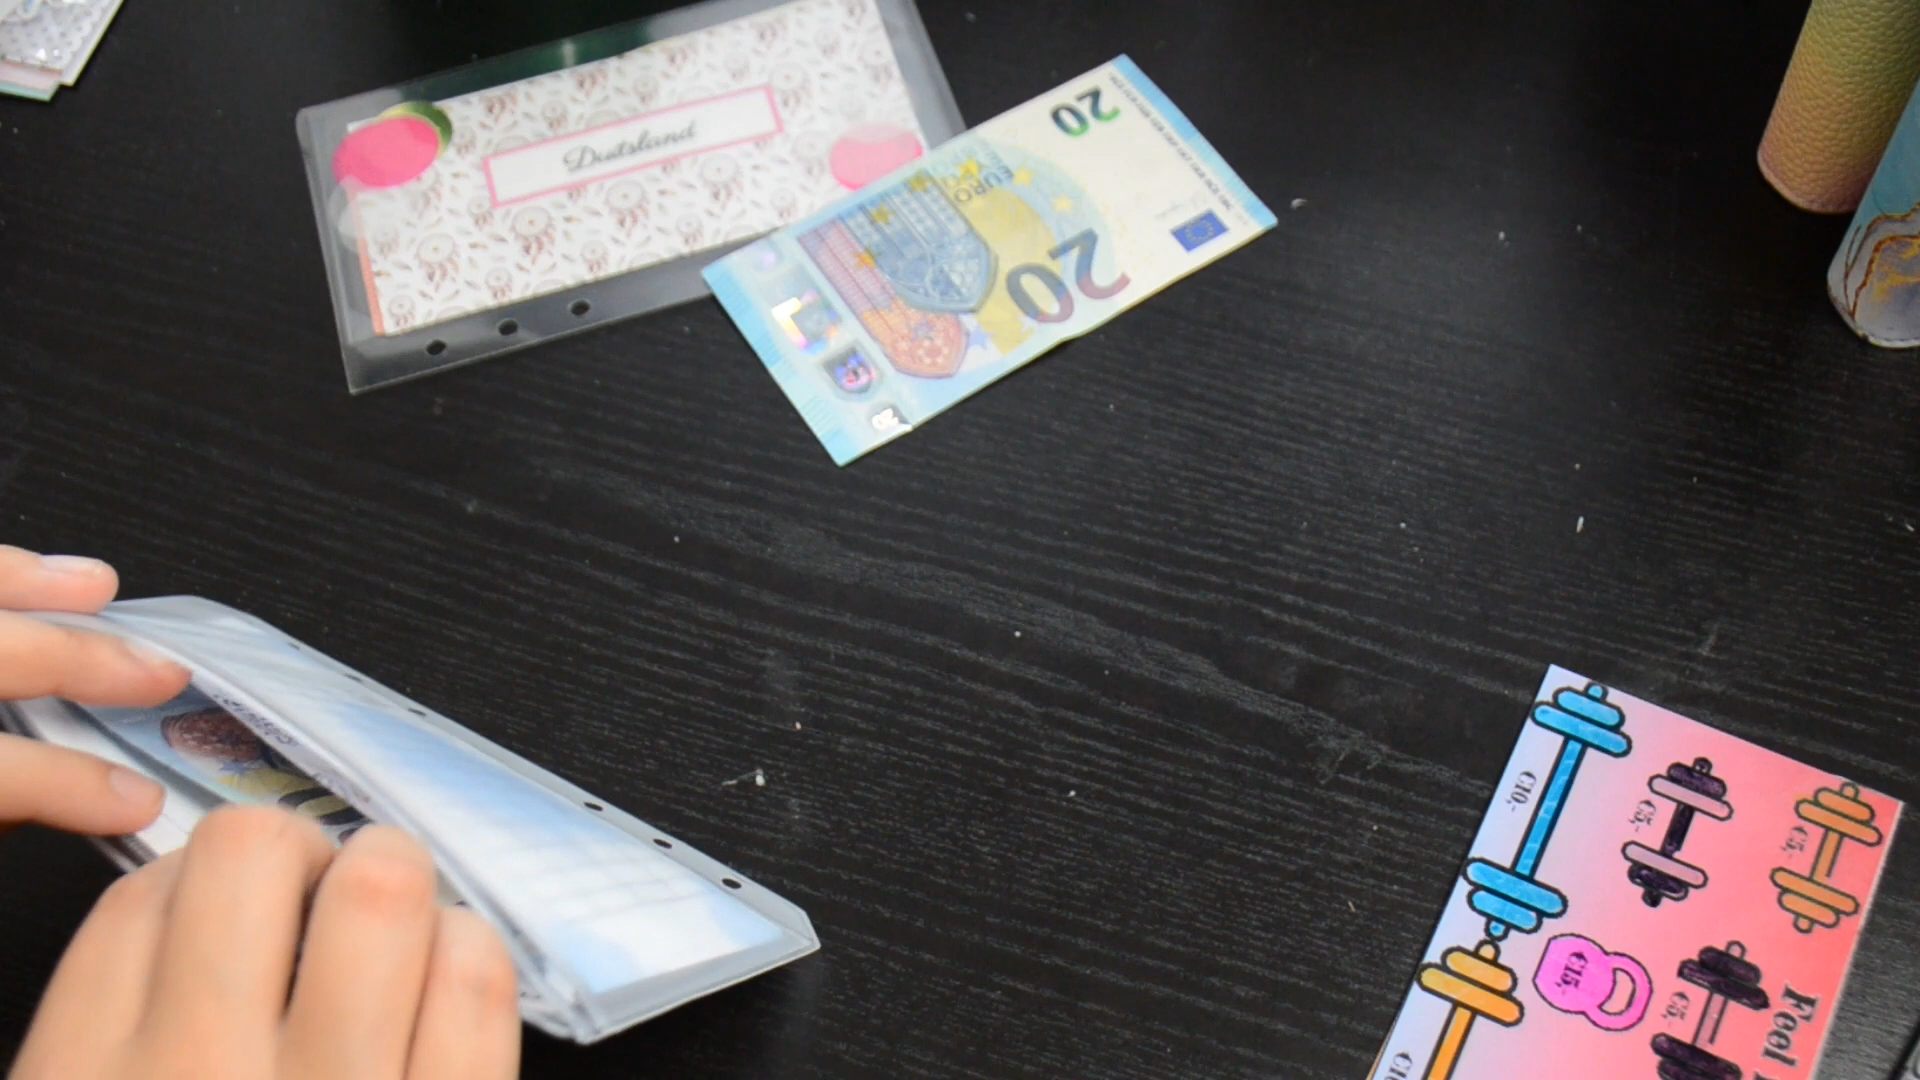 Duitsland
20
EURO
20
€10,-
€5,-
€5,-
€15,-
€5,-
Feel